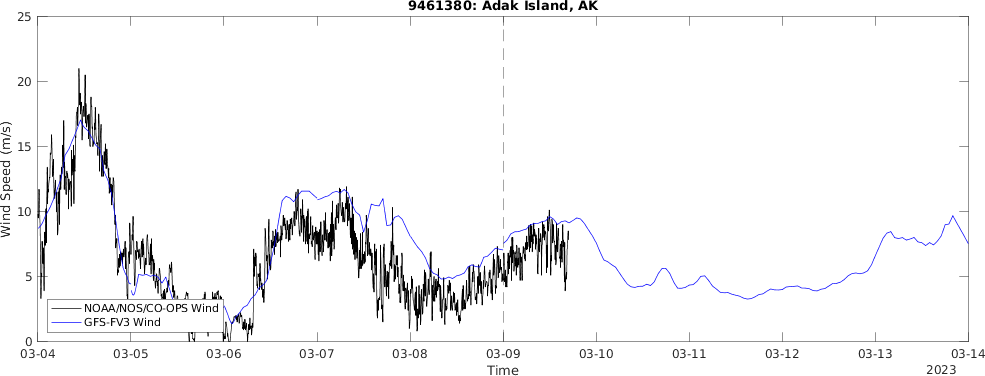 9461380: Adak Island, AK
25
20
15
10
5
0
Wind Speed (m/s)
NOAA/NOS/CO-OPS Wind
GFS-FV3 Wind
03-04 03-05 03-06 03-07 03-08 03-09 03-10 03-11 03-12 03-13 03-14
Time
2023